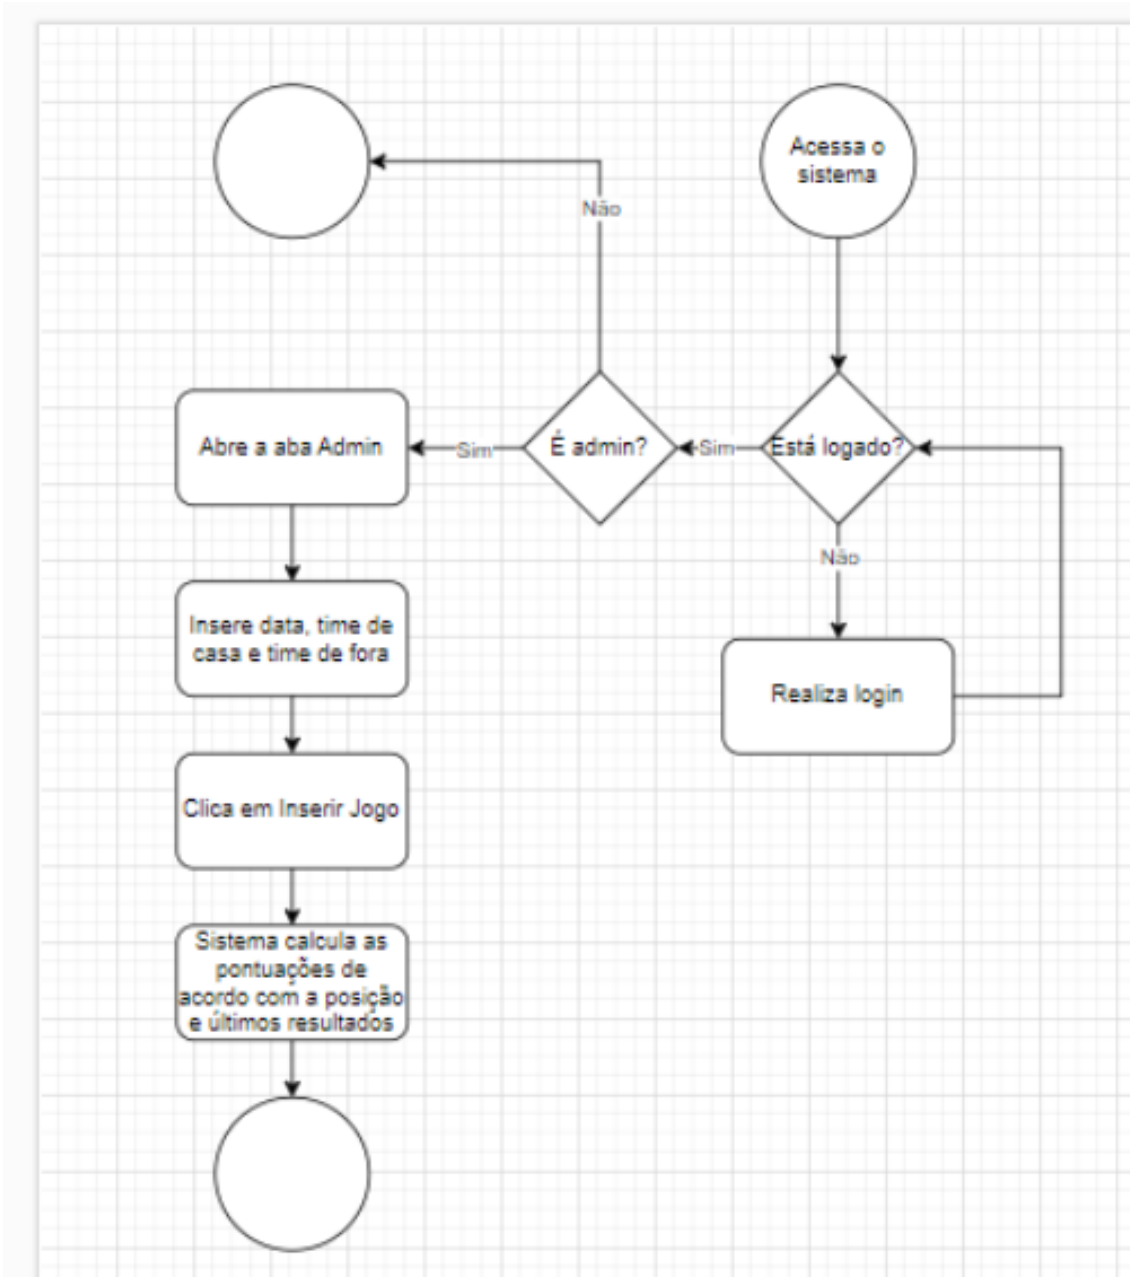 Acessa o
sistema
Não
Abre a aba Admin
Sim
É admin?
Sim
Está logado?
Não
Insere data, time de
casa e time de fora
Realiza login
Clica em Inserir Jogo
Sistema calcula as
pontuações de
acordo com a posição
e últimos resultados